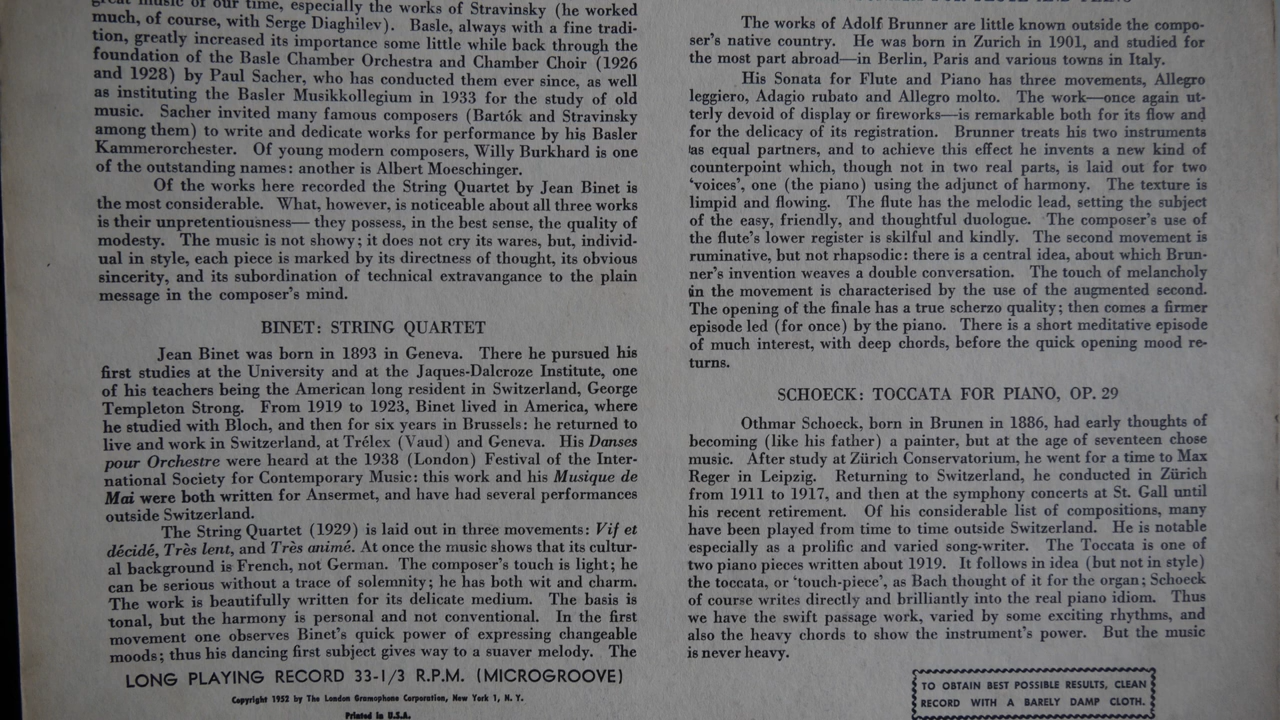 great music of our time, especially the works of Stravinsky (he worked
much, of course, with Serge Diaghilev). Basle, always with a fine tradi-
tion, greatly increased its importance some little while back through the
foundation of the Basle Chamber Orchestra and Chamber Choir (1926
and 1928) by Paul Sacher, who has conducted them ever since, as well
as instituting the Basler Musikkollegium in 1933 for the study of old
music. Sacher invited many famous composers (Bartók and Stravinsky
among them) to write and dedicate works for performance by his Basler
Kammerorchester. Of young modern composers, Willy Burkhard is one
of the outstanding names: another is Albert Moeschinger.
Of the works here recorded the String Quartet by Jean Binet is
the most considerable. What, however, is noticeable about all three works
is their unpretentiousness— they possess, in the best sense, the quality of
modesty. The music is not showy; it does not cry its wares, but, individ-
ual in style, each piece is marked by its directness of thought, its obvious
sincerity, and its subordination of technical extravangance to the plain
message in the composer's mind.
BINET: STRING QUARTET
Jean Binet was born in 1893 in Geneva. There he pursued his
first studies at the University and at the Jaques-Dalcroze Institute, one
of his teachers being the American long resident in Switzerland, George
Templeton Strong. From 1919 to 1923, Binet lived in America, where
he studied with Bloch, and then for six years in Brussels: he returned to
live and work in Switzerland, at Trélex (Vaud) and Geneva. His Danses
pour Orchestre were heard at the 1938 (London) Festival of the Inter-
national Society for Contemporary Music: this work and his Musique de
Mai were both written for Ansermet, and have had several performances
outside Switzerland.
The String Quartet (1929) is laid out in three movements: Vif et
décidé, Très lent, and Très animé. At once the music shows that its cultur-
al background is French, not German. The composer's touch is light; he
can be serious without a trace of solemnity; he has both wit and charm.
The work is beautifully written for its delicate medium. The basis is
tonal, but the harmony is personal and not conventional. In the first
movement one observes Binet's quick power of expressing changeable
moods; thus his dancing first subject gives way to a suaver melody. The
LONG PLAYING RECORD 33-1/3 R.P.M. (MICROGROOVE)
Copyright 1952 by The London Gramophone Corporation, New York 1, N. Y.
Printed in U.S.A.
The works of Adolf Brunner are little known outside the compo-
ser's native country. He was born in Zurich in 1901, and studied for
the most part abroad—in Berlin, Paris and various towns in Italy.
His Sonata for Flute and Piano has three movements, Allegro
leggiero, Adagio rubato and Allegro molto. The work—once again ut-
terly devoid of display or fireworks—is remarkable both for its flow and
for the delicacy of its registration. Brunner treats his two instruments
as equal partners, and to achieve this effect he invents a new kind of
counterpoint which, though not in two real parts, is laid out for two
'voices', one (the piano) using the adjunct of harmony. The texture is
limpid and flowing. The flute has the melodic lead, setting the subject
of the easy, friendly, and thoughtful duologue. The composer's use of
the flute's lower register is skilful and kindly. The second movement is
ruminative, but not rhapsodic: there is a central idea, about which Brun-
ner's invention weaves a double conversation. The touch of melancholy
in the movement is characterised by the use of the augmented second.
The opening of the finale has a true scherzo quality; then comes a firmer
episode led (for once) by the piano. There is a short meditative episode
of much interest, with deep chords, before the quick opening mood re-
turns.
SCHOECK: TOCCATA FOR PIANO, OP. 29
Othmar Schoeck, born in Brunen in 1886, had early thoughts of
becoming (like his father) a painter, but at the age of seventeen chose
music. After study at Zürich Conservatorium, he went for a time to Max
Reger in Leipzig. Returning to Switzerland, he conducted in Zürich
from 1911 to 1917, and then at the symphony concerts at St. Gall until
his recent retirement. Of his considerable list of compositions, many
have been played from time to time outside Switzerland. He is notable
especially as a prolific and varied song-writer. The Toccata is one of
two piano pieces written about 1919. It follows in idea (but not in style)
the toccata, or 'touch-piece', as Bach thought of it for the organ; Schoeck
of course writes directly and brilliantly into the real piano idiom. Thus
we have the swift passage work, varied by some exciting rhythms, and
also the heavy chords to show the instrument's power. But the music
is never heavy.
TO OBTAIN BEST POSSIBLE RESULTS, CLEAN
RECORD WITH A BARELY DAMP CLOTH.